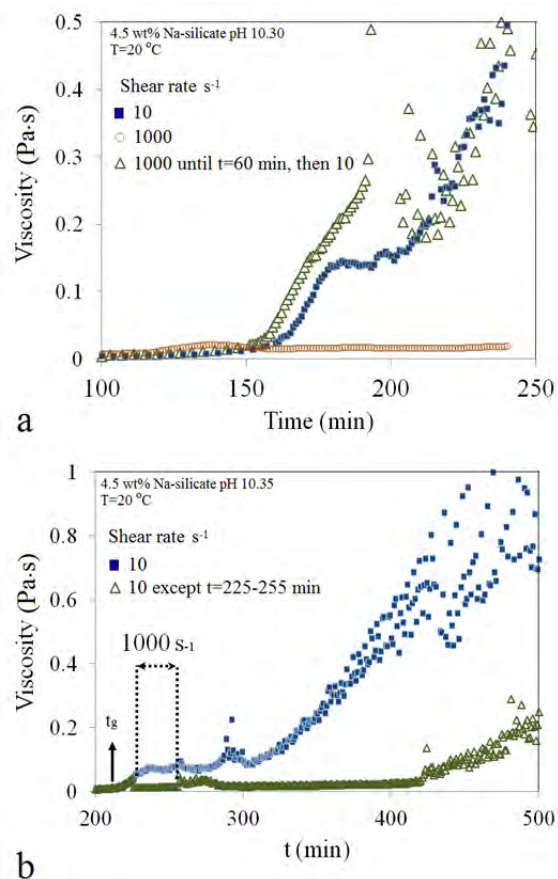 0.5
4.5 wt% Na-silicate pH 10.30
T=20 °C
Shear rate s-1
10
1000
1000 until t=60 min, then 10
0.4
0.3
0.2
0.1
0
Viscosity (Pa·s)
100
150
200
250
Time (min)
a
1
4.5 wt% Na-silicate pH 10.35
T=20 °C
Shear rate s-1
10
10 except t=225-255 min
1000 S-1
tg
0.8
0.6
0.4
0.2
0
Viscosity (Pa·s)
200
300
400
500
t (min)
b